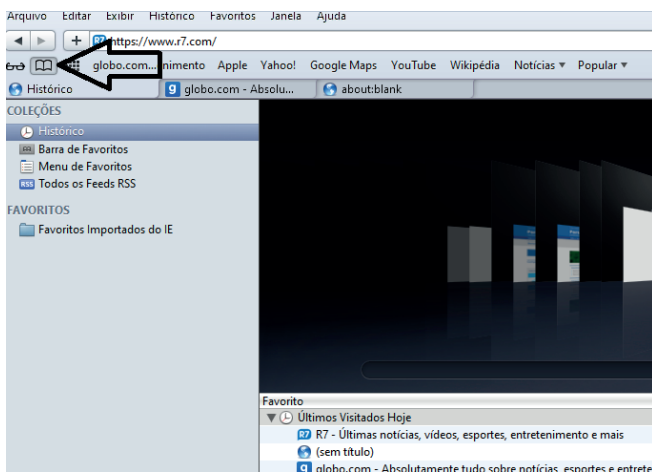 Arquivo Editar Exibir Histórico Favoritos Janela Ajuda
R7 https://www.r7.com/
globo.com... nimento Apple Yahoo! Google Maps YouTube Wikipédia Notícias Popular
Histórico
g globo.com - Absolu...
about:blank
COLEÇÕES
Histórico
Barra de Favoritos
Menu de Favoritos
RSS Todos os Feeds RSS
FAVORITOS
Favoritos Importados do IE
Favorito
Últimos Visitados Hoje
R7 R7 - Últimas notícias, vídeos, esportes, entretenimento e mais
(sem título)
g globo.com - Absolutamente tudo sobre notícias, esportes e entrete